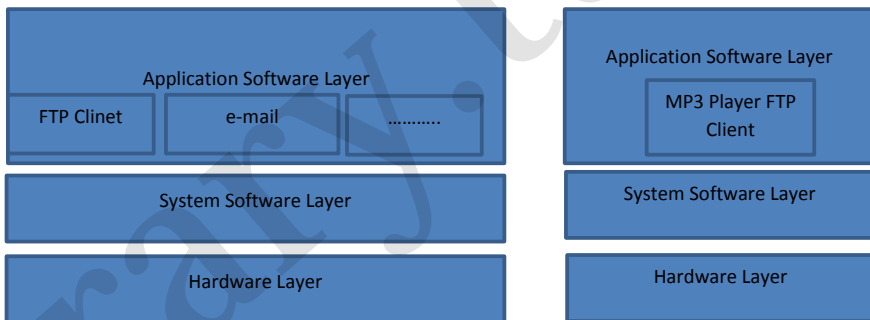 Application Software Layer
FTP Clinet
e-mail
………..
System Software Layer
Hardware Layer
Application Software Layer
MP3 Player FTP
Client
System Software Layer
Hardware Layer